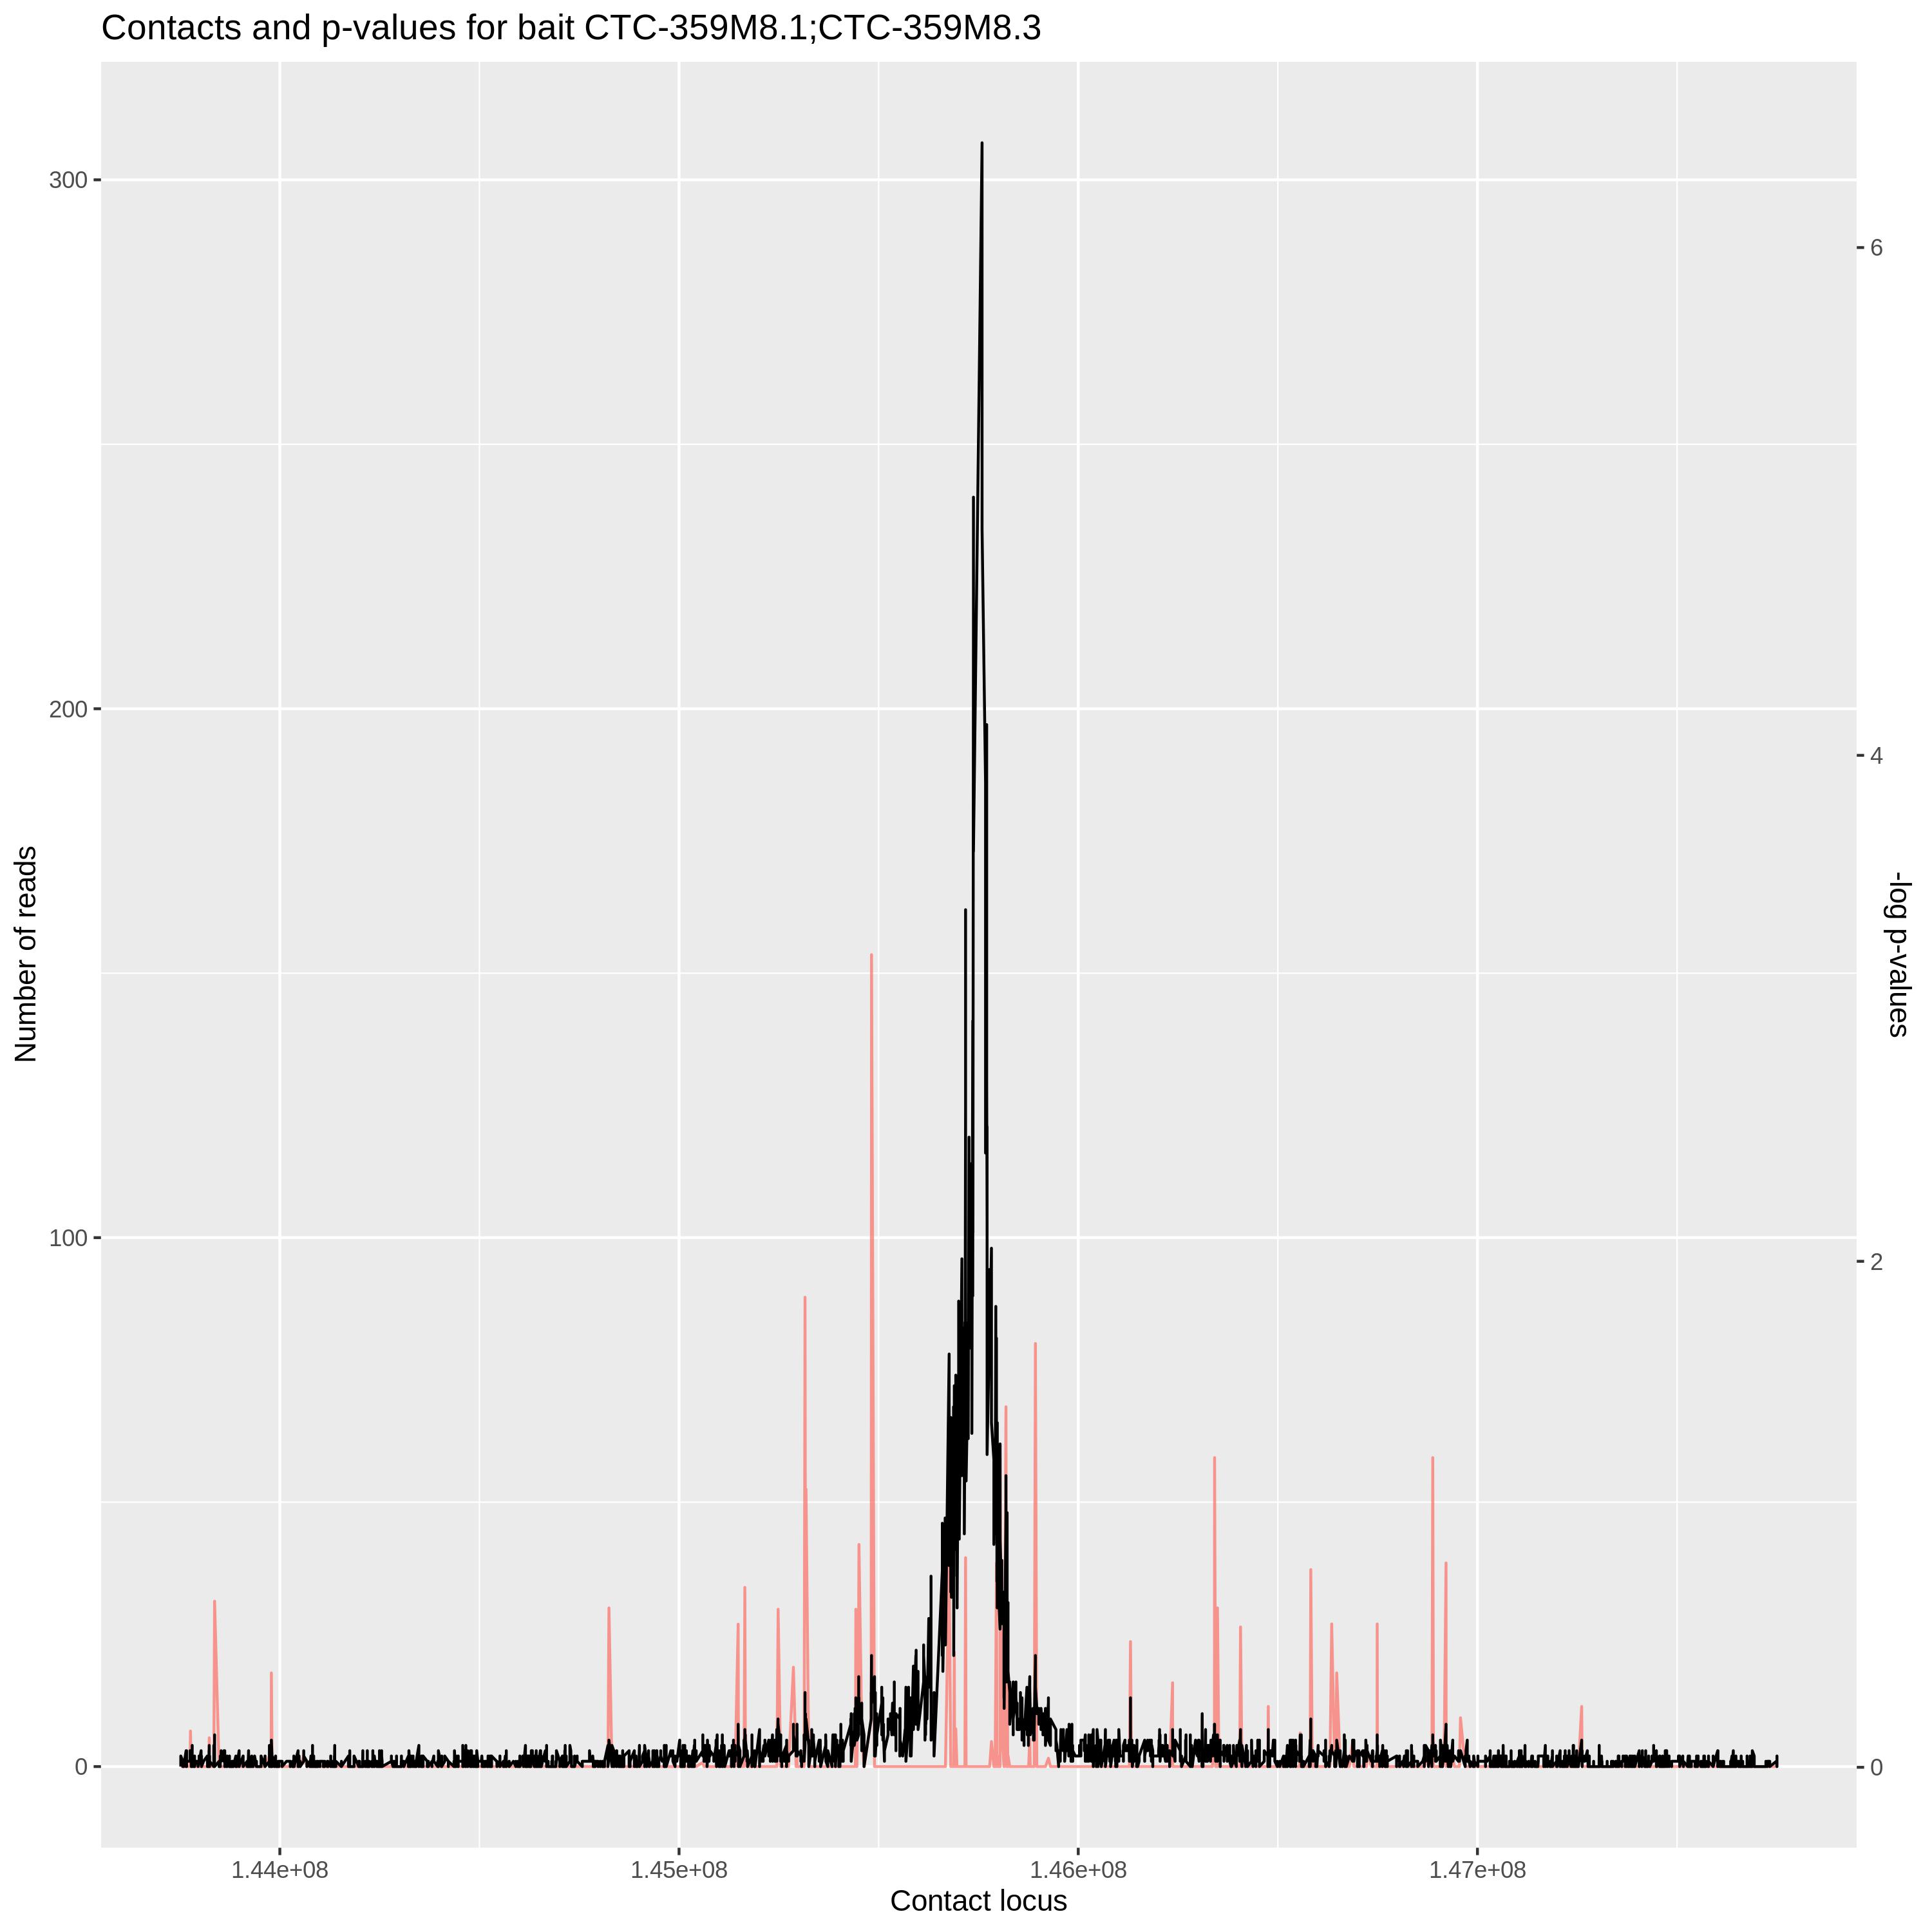 Contacts and p-values for bait CTC-359M8.1;CTC-359M8.3
300
200
100
0
Number of reads
6
4
2
0
-log p-values
1.44e+08
1.45e+08
1.46e+08
1.47e+08
Contact locus